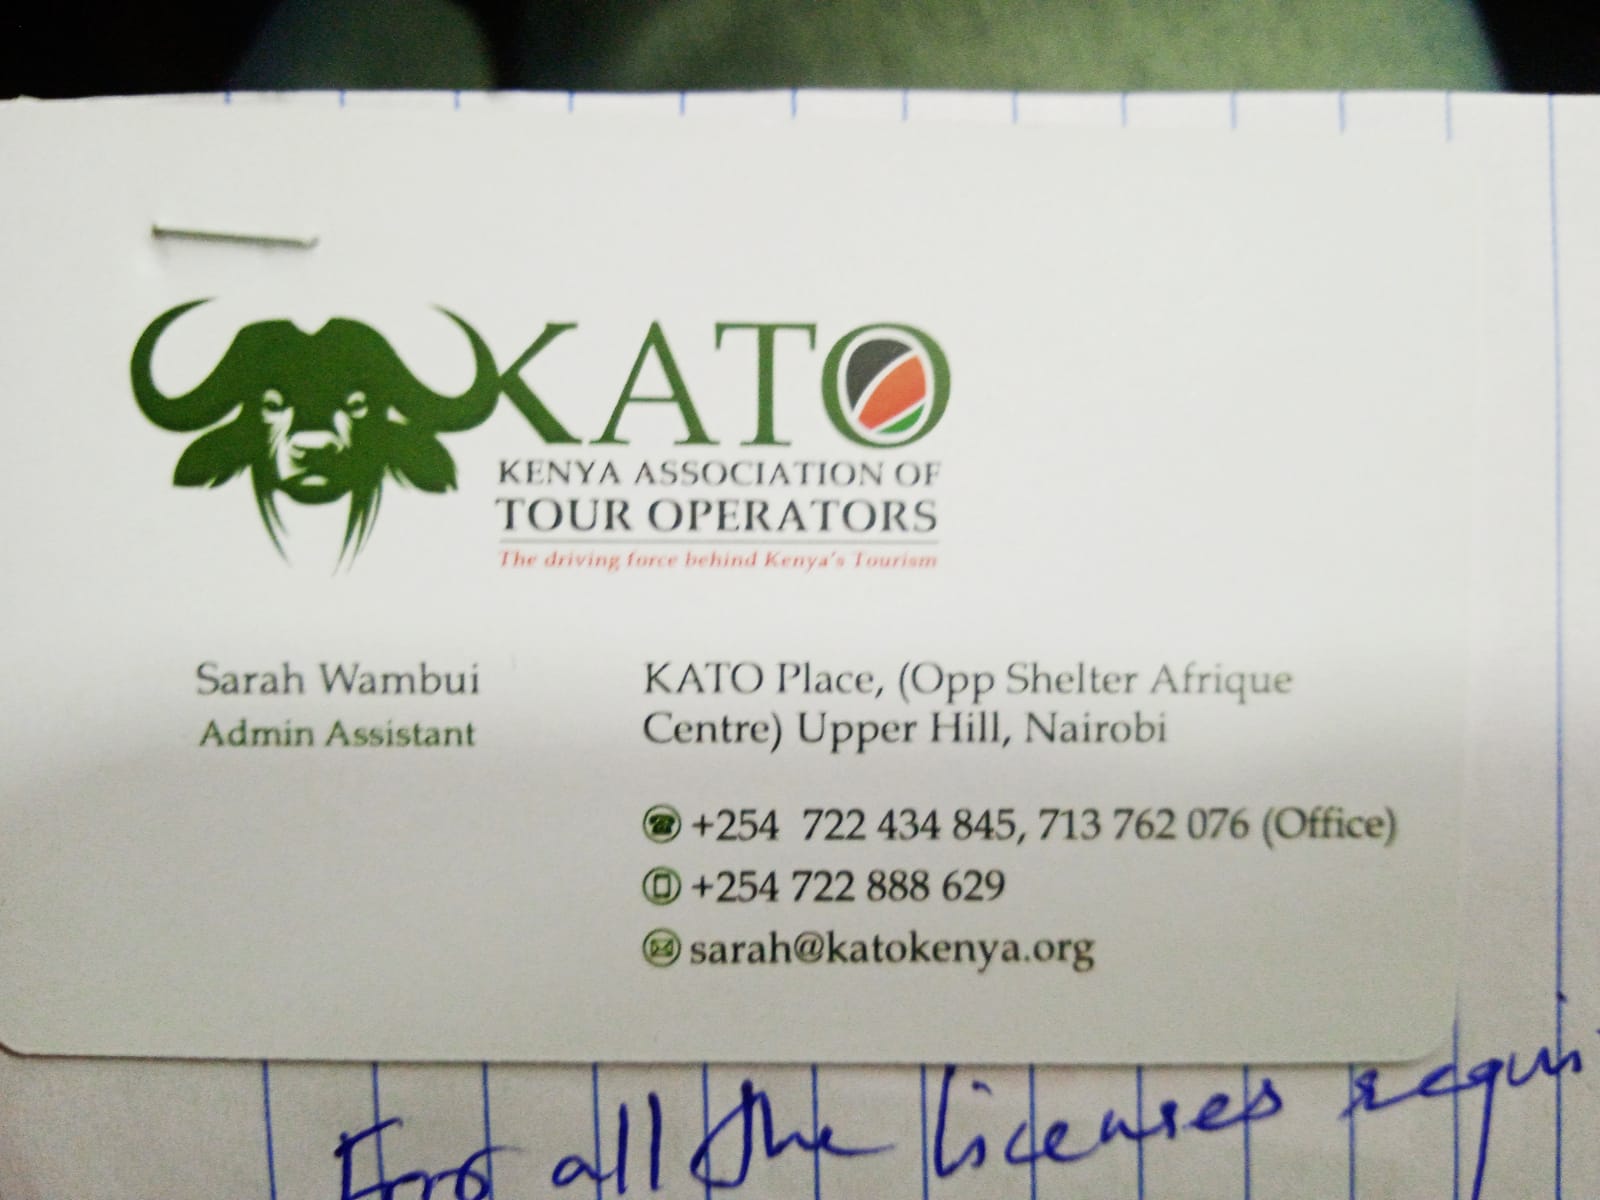 KATO
KENYA ASSOCIATION OF
TOUR OPERATORS
The driving force behind Kenya's Tourism
Sarah Wambui
Admin Assistant
KATO Place, (Opp Shelter Afrique
Centre) Upper Hill, Nairobi
+254 722 434 845, 713 762 076 (Office)
+254 722 888 629
sarah@katokenya.org
For all the licenses requi